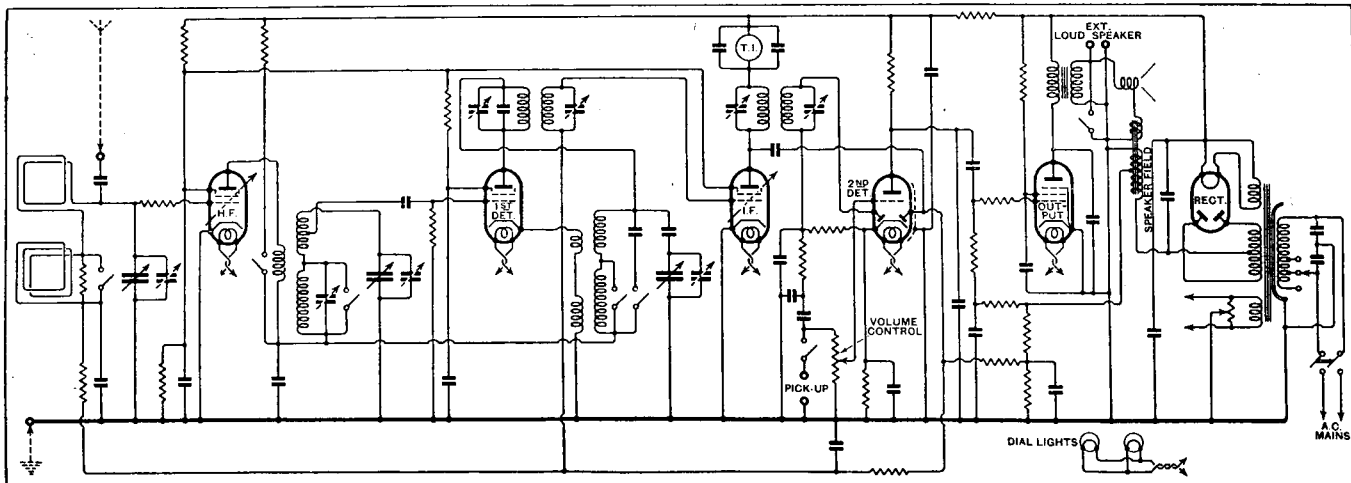 EXT.
LOUD SPEAKER
T.I.
H.F.
1ST
DET.
I.F.
2ND
DET.
OUT-
PUT
SPEAKER FIELD
RECT.
VOLUME
CONTROL
PICK-UP
DIAL LIGHTS
A.C.
MAINS